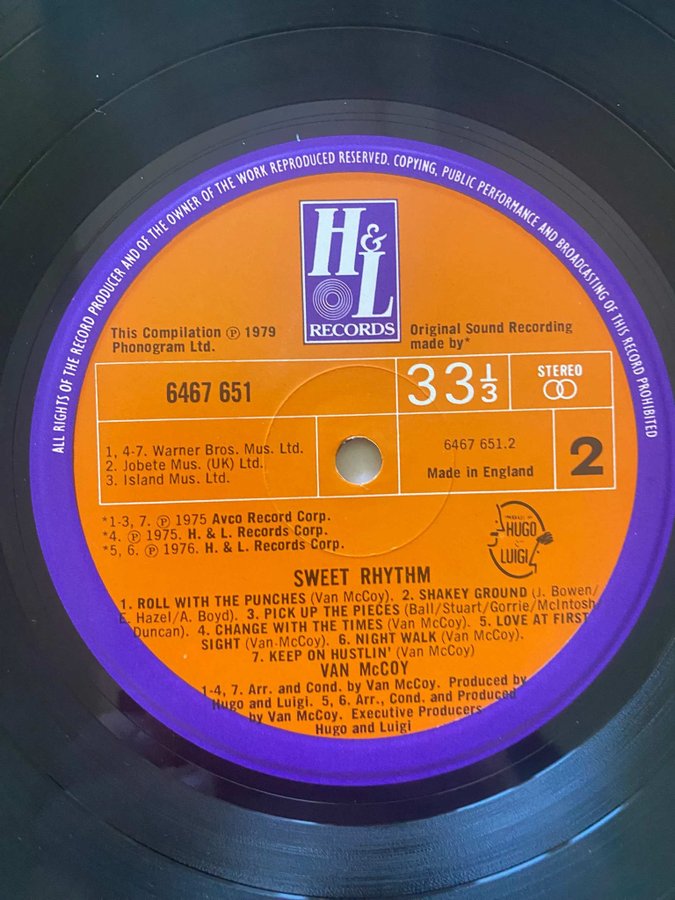 ALL RIGHTS OF THE RECORD PRODUCER AND OF THE OWNER OF THE WORK REPRODUCED RESERVED. COPYING, PUBLIC PERFORMANCE AND BROADCASTING OF THIS RECORD PROHIBITED
H&L
RECORDS
This Compilation ℗ 1979
Phonogram Ltd.
Original Sound Recording
made by*
6467 651
33⅓
STEREO
1, 4-7. Warner Bros. Mus. Ltd.
2. Jobete Mus. (UK) Ltd.
3. Island Mus. Ltd.
6467 651.2
Made in England
2
*1-3, 7. ℗ 1975 Avco Record Corp.
*4. ℗ 1975. H. & L. Records Corp.
*5, 6. ℗ 1976. H. & L. Records Corp.
HUGO
LUIGI
SWEET RHYTHM
1. ROLL WITH THE PUNCHES (Van McCoy). 2. SHAKEY GROUND (J. Bowen/
E. Hazel/A. Boyd). 3. PICK UP THE PIECES (Ball/Stuart/Gorrie/McIntosh
Duncan). 4. CHANGE WITH THE TIMES (Van McCoy). 5. LOVE AT FIRST
SIGHT (Van-McCoy). 6. NIGHT WALK (Van McCoy).
7. KEEP ON HUSTLIN' (Van McCoy)
VAN McCOY
1-4, 7. Arr. and Cond. by Van McCoy. Produced by
Hugo and Luigi. 5, 6. Arr., Cond, and Produced
by Van McCoy. Executive Producers
Hugo and Luigi